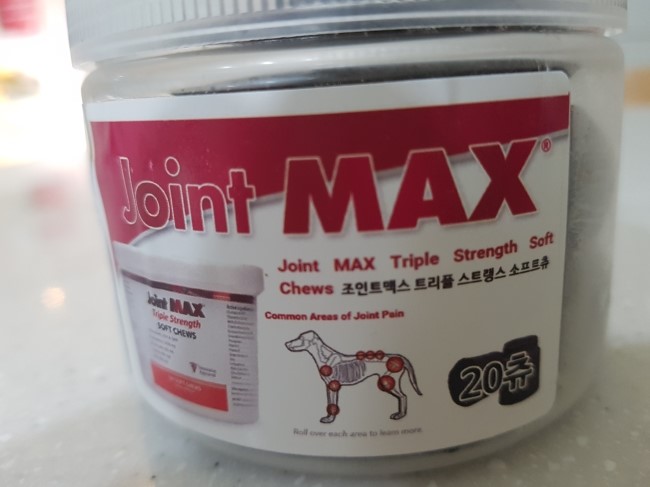 Joint MAX®
Joint MAX Triple Strength Soft
Chews 조인트맥스 트리플 스트랭스 소프트츄
Joint MAX
Triple Strength
SOFT CHEWS
Common Areas of Joint Pain
20츄
Roll over each area to learn more